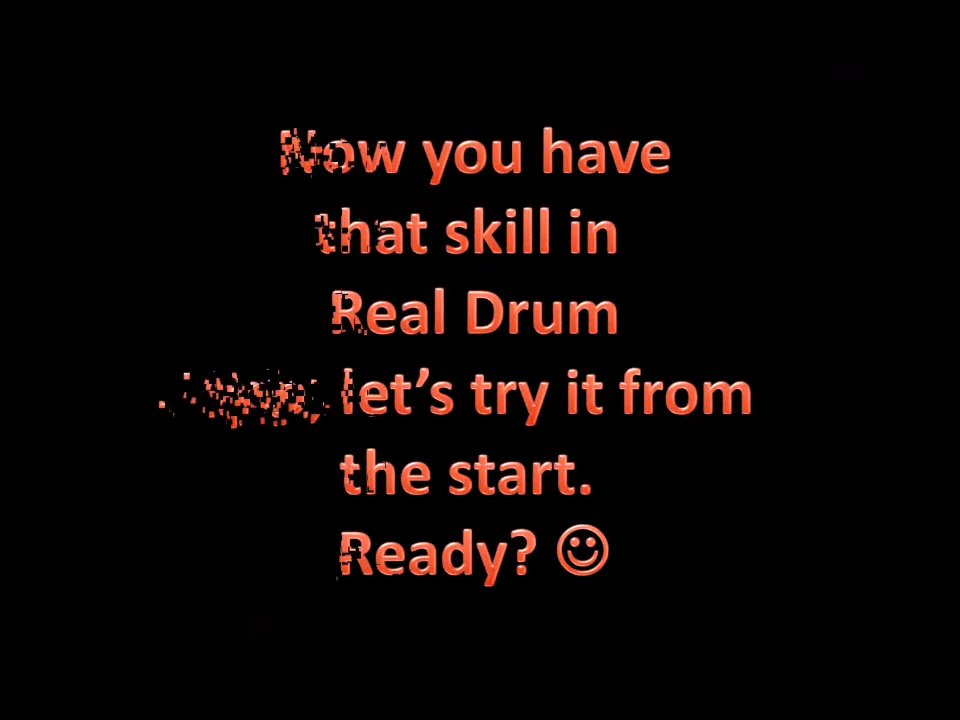 Now you have
that skill in
Real Drum
let’s try it from
the start.
Ready? ☺